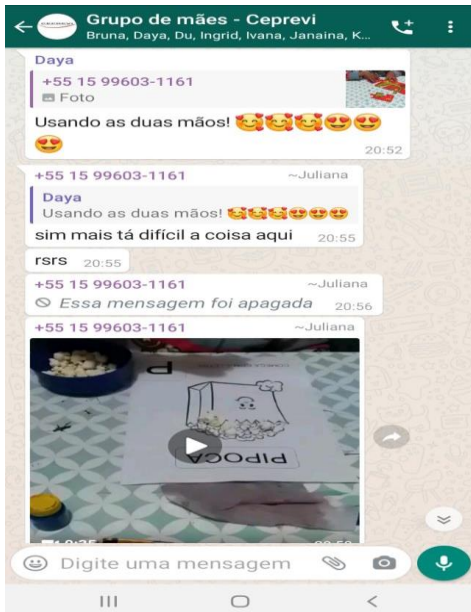 Grupo de mães - Ceprevi
Bruna, Daya, Du, Ingrid, Ivana, Janaina, K...
Daya
+55 15 99603-1161
Foto
Usando as duas mãos! 🥰🥰🥰😍😍
😍
20:52
+55 15 99603-1161 ~Juliana
Daya
Usando as duas mãos! 🥰🥰🥰😍😍😍
sim mais tá difícil a coisa aqui 20:55
rsrs 20:55
+55 15 99603-1161 ~Juliana
Essa mensagem foi apagada 20:56
+55 15 99603-1161 ~Juliana
P
PIPOCA
Digite uma mensagem